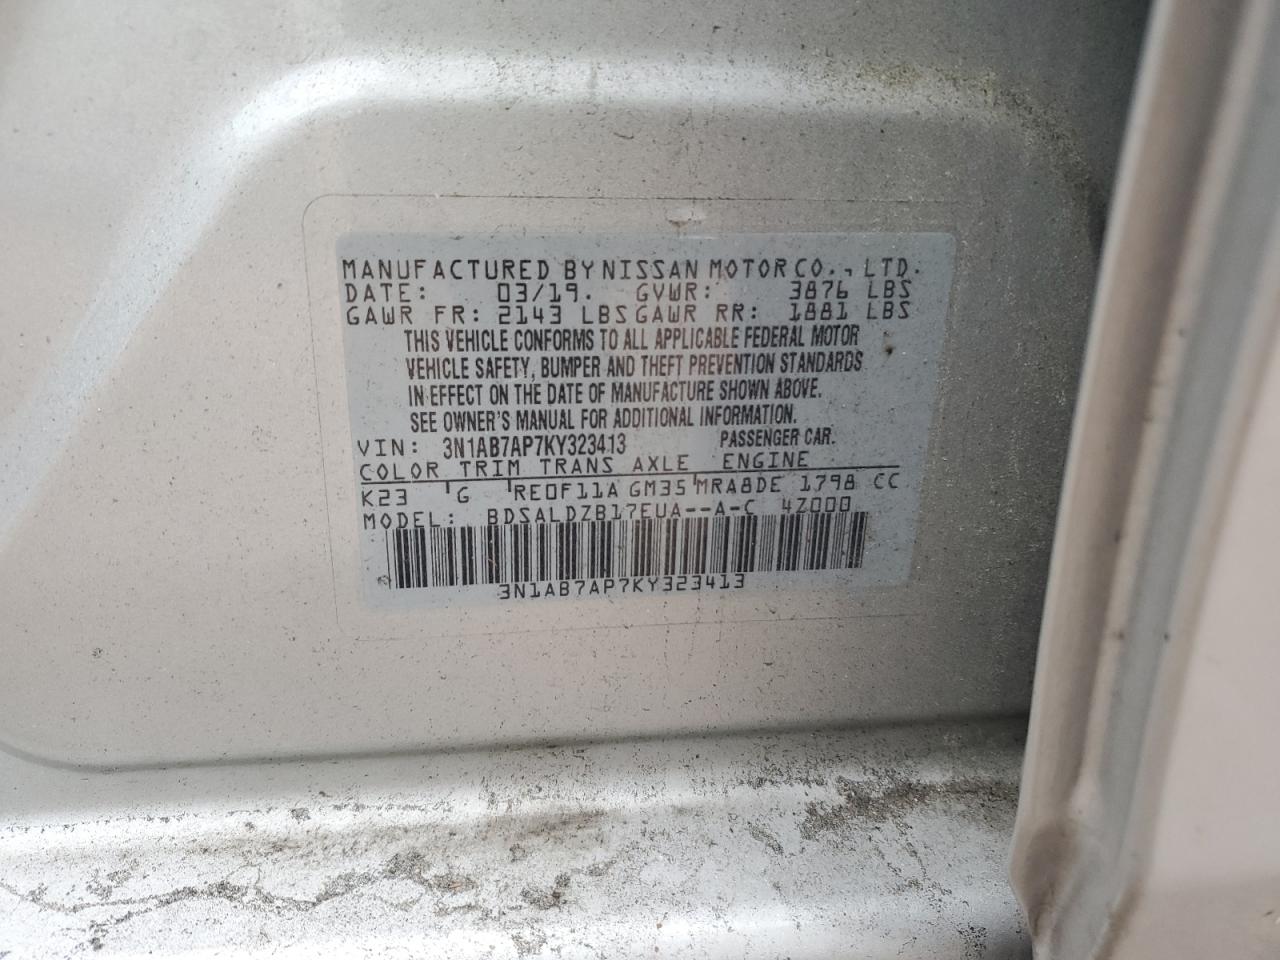 MANUFACTURED BY NISSAN MOTOR CO., LTD.
DATE: 03/19. GVWR: 3876 LBS
GAWR FR: 2143 LBS GAWR RR: 1881 LBS
THIS VEHICLE CONFORMS TO ALL APPLICABLE FEDERAL MOTOR
VEHICLE SAFETY, BUMPER AND THEFT PREVENTION STANDARDS
IN EFFECT ON THE DATE OF MANUFACTURE SHOWN ABOVE.
SEE OWNER'S MANUAL FOR ADDITIONAL INFORMATION.
VIN: 3N1AB7AP7KY323413 PASSENGER CAR.
COLOR TRIM TRANS AXLE ENGINE
K23 G RE0F11A GM35 MRA8DE 1798 CC
MODEL: BDSALDZB17EUA--A-C 4Z000
3N1AB7AP7KY323413